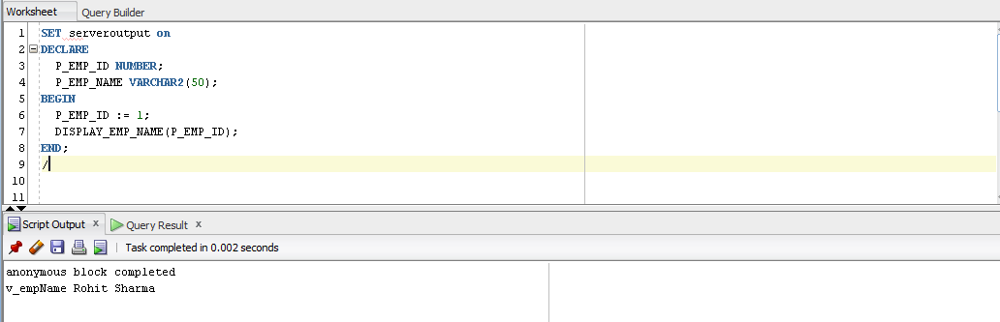 Worksheet Query Builder
1 SET serveroutput on
2 DECLARE
3 P_EMP_ID NUMBER;
4 P_EMP_NAME VARCHAR2(50);
5 BEGIN
6 P_EMP_ID := 1;
7 DISPLAY_EMP_NAME(P_EMP_ID);
8 END;
9 /
10
11
Script Output x Query Result x
Task completed in 0.002 seconds
anonymous block completed
v_empName Rohit Sharma